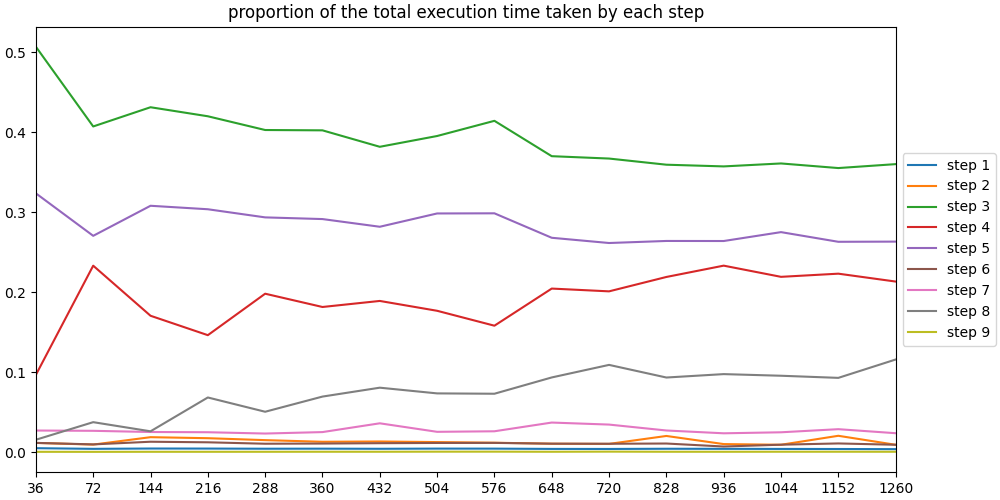 proportion of the total execution time taken by each step
0.5
0.4
0.3
0.2
0.1
0.0
36 72 144 216 288 360 432 504 576 648 720 828 936 1044 1152 1260
step 1
step 2
step 3
step 4
step 5
step 6
step 7
step 8
step 9